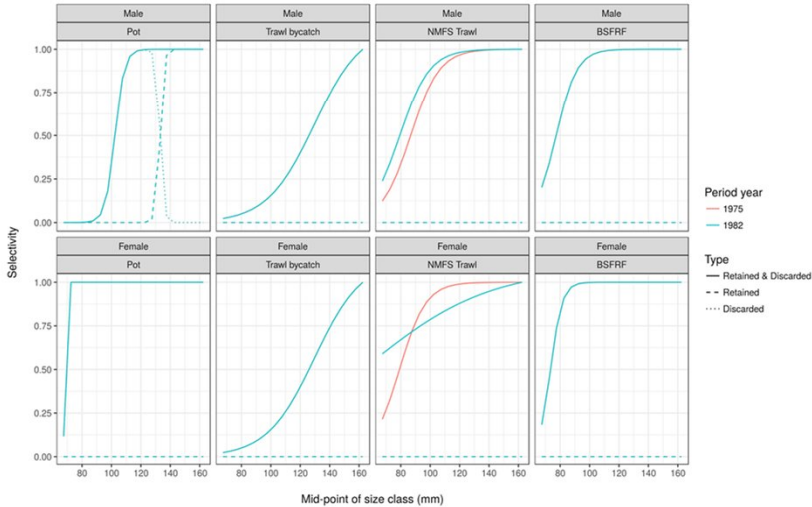 Male Male Male Male
Pot Trawl bycatch NMFS Trawl BSFRF
1.00
0.75
0.50
0.25
0.00
Female Female Female Female
Pot Trawl bycatch NMFS Trawl BSFRF
1.00
0.75
0.50
0.25
0.00
80 100 120 140 160 80 100 120 140 160 80 100 120 140 160 80 100 120 140 160
Mid-point of size class (mm)
Selectivity
Period year
1975
1982
Type
Retained & Discarded
Retained
Discarded